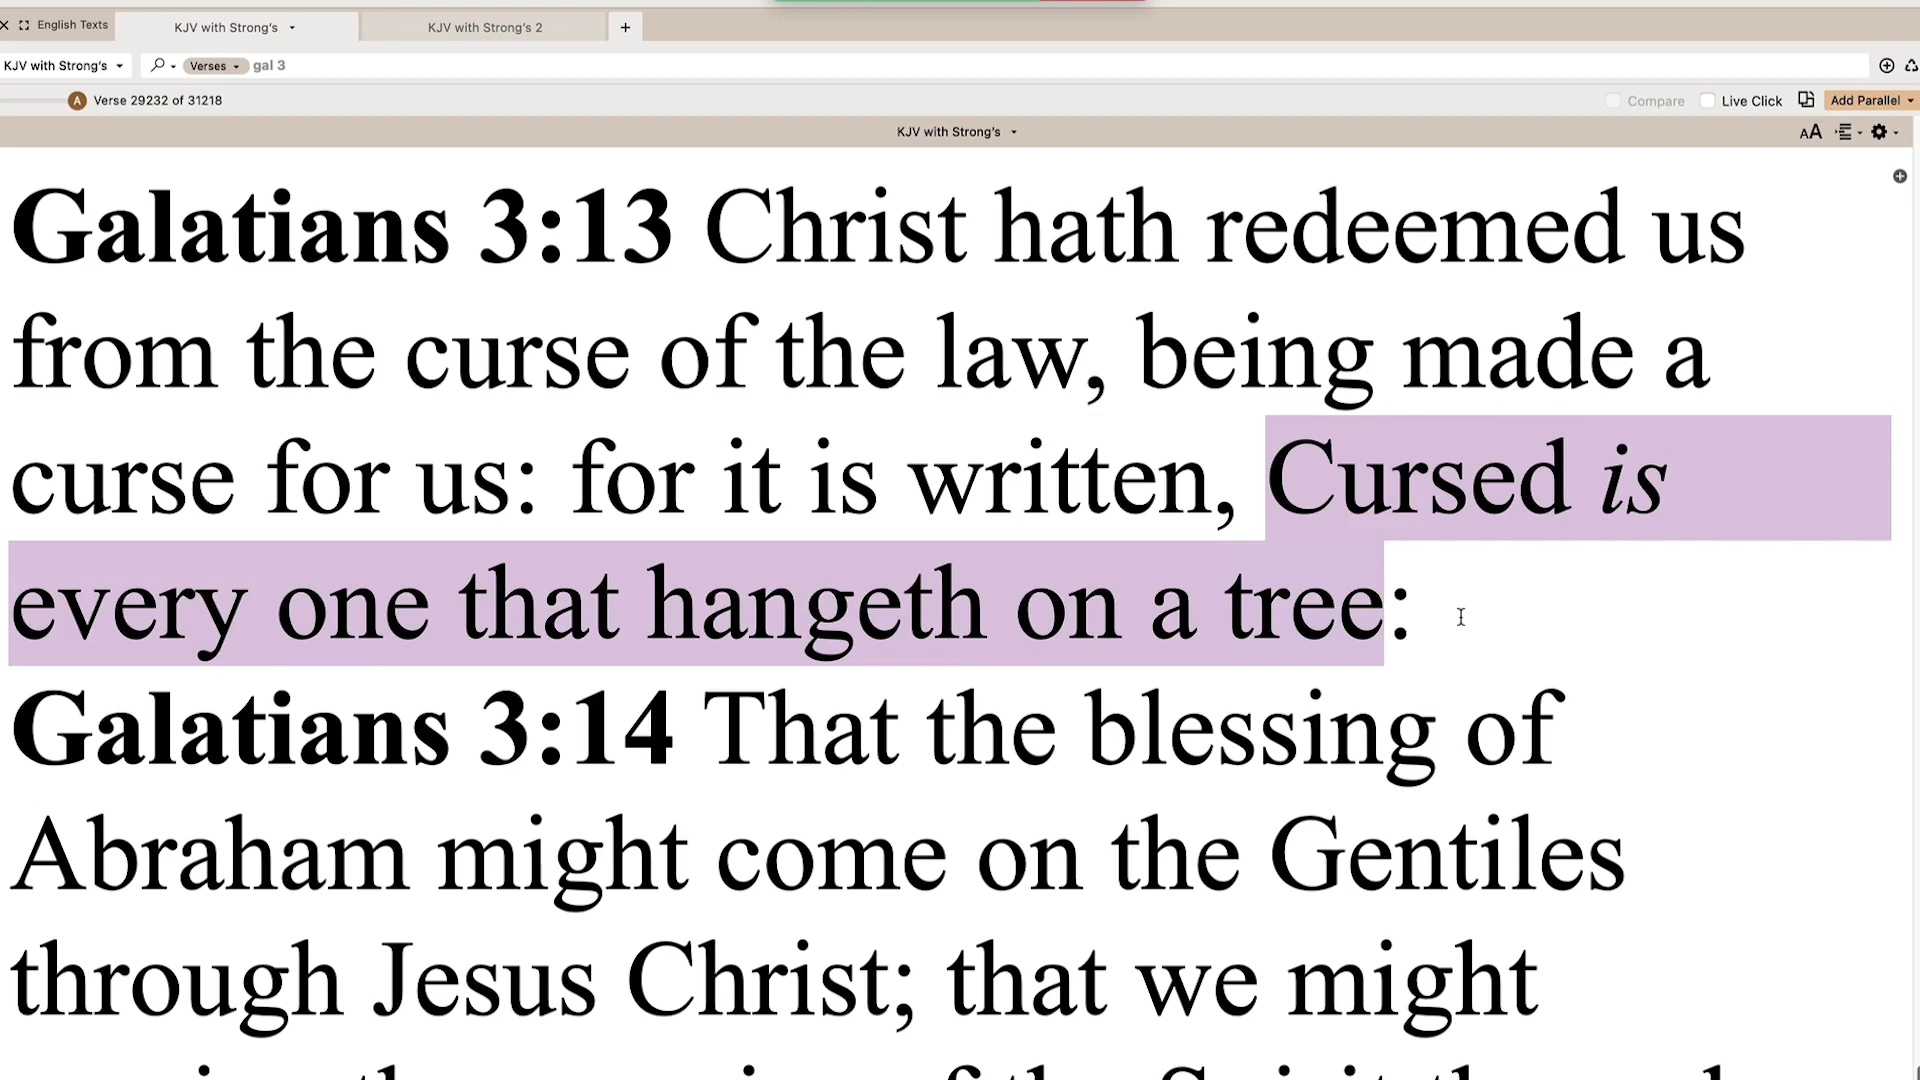 English Texts
KJV with Strong's
KJV with Strong's 2
KJV with Strong's
Verses
gal 3
A
Verse 29232 of 31218
Compare
Live Click
Add Parallel
KJV with Strong's
AA
Galatians 3:13 Christ hath redeemed us
from the curse of the law, being made a
curse for us: for it is written, Cursed is
every one that hangeth on a tree:
Galatians 3:14 That the blessing of
Abraham might come on the Gentiles
through Jesus Christ; that we might